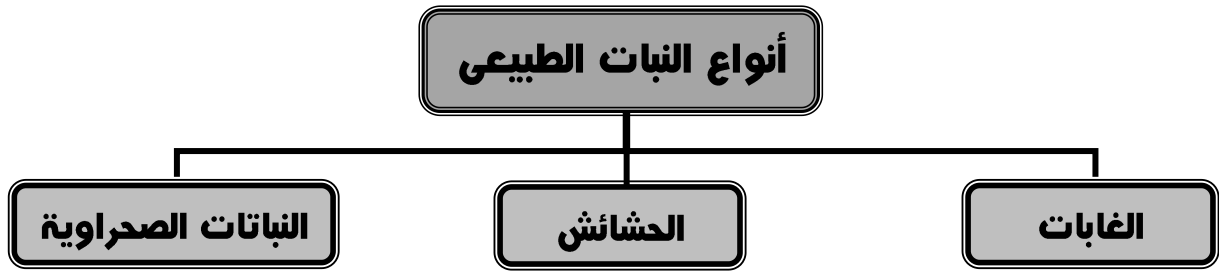 أنواع النبات الطبيعى
الغابات
الحشائش
النباتات الصحراوية